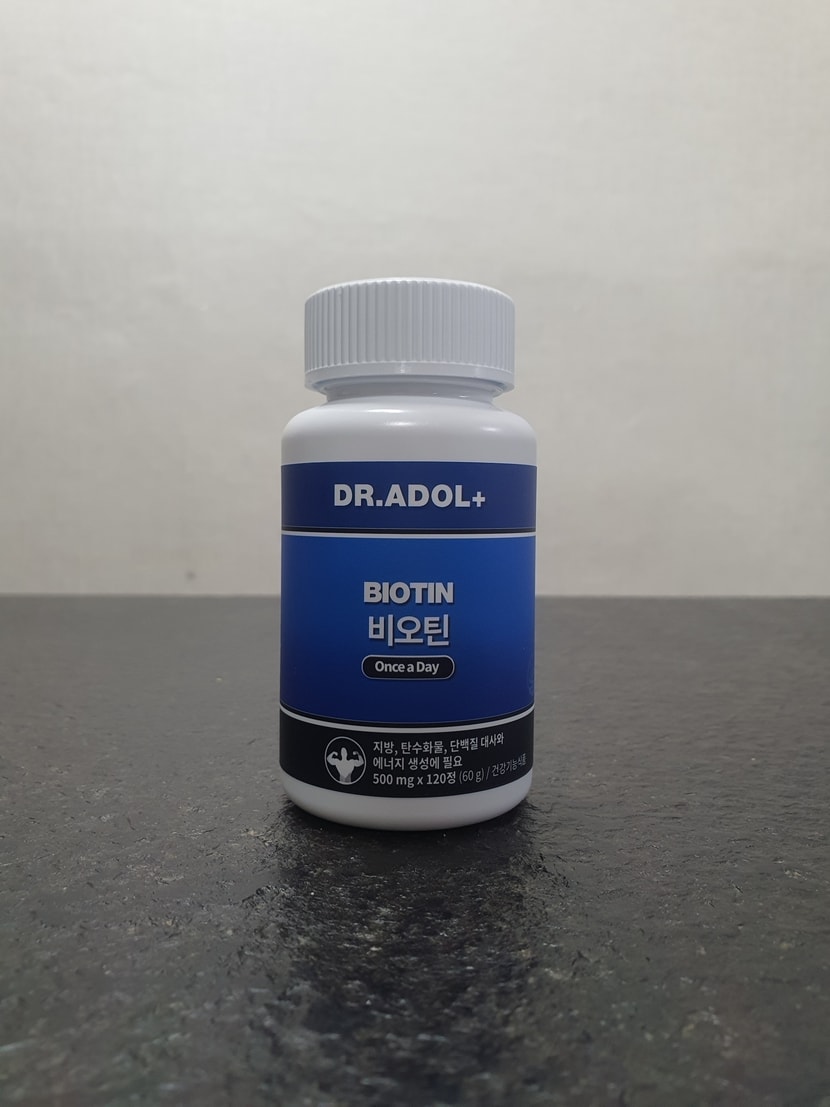 DR.ADOL+
BIOTIN
비오틴
Once a Day
지방, 탄수화물, 단백질 대사와
에너지 생성에 필요
500 mg x 120정 (60 g) / 건강기능식품